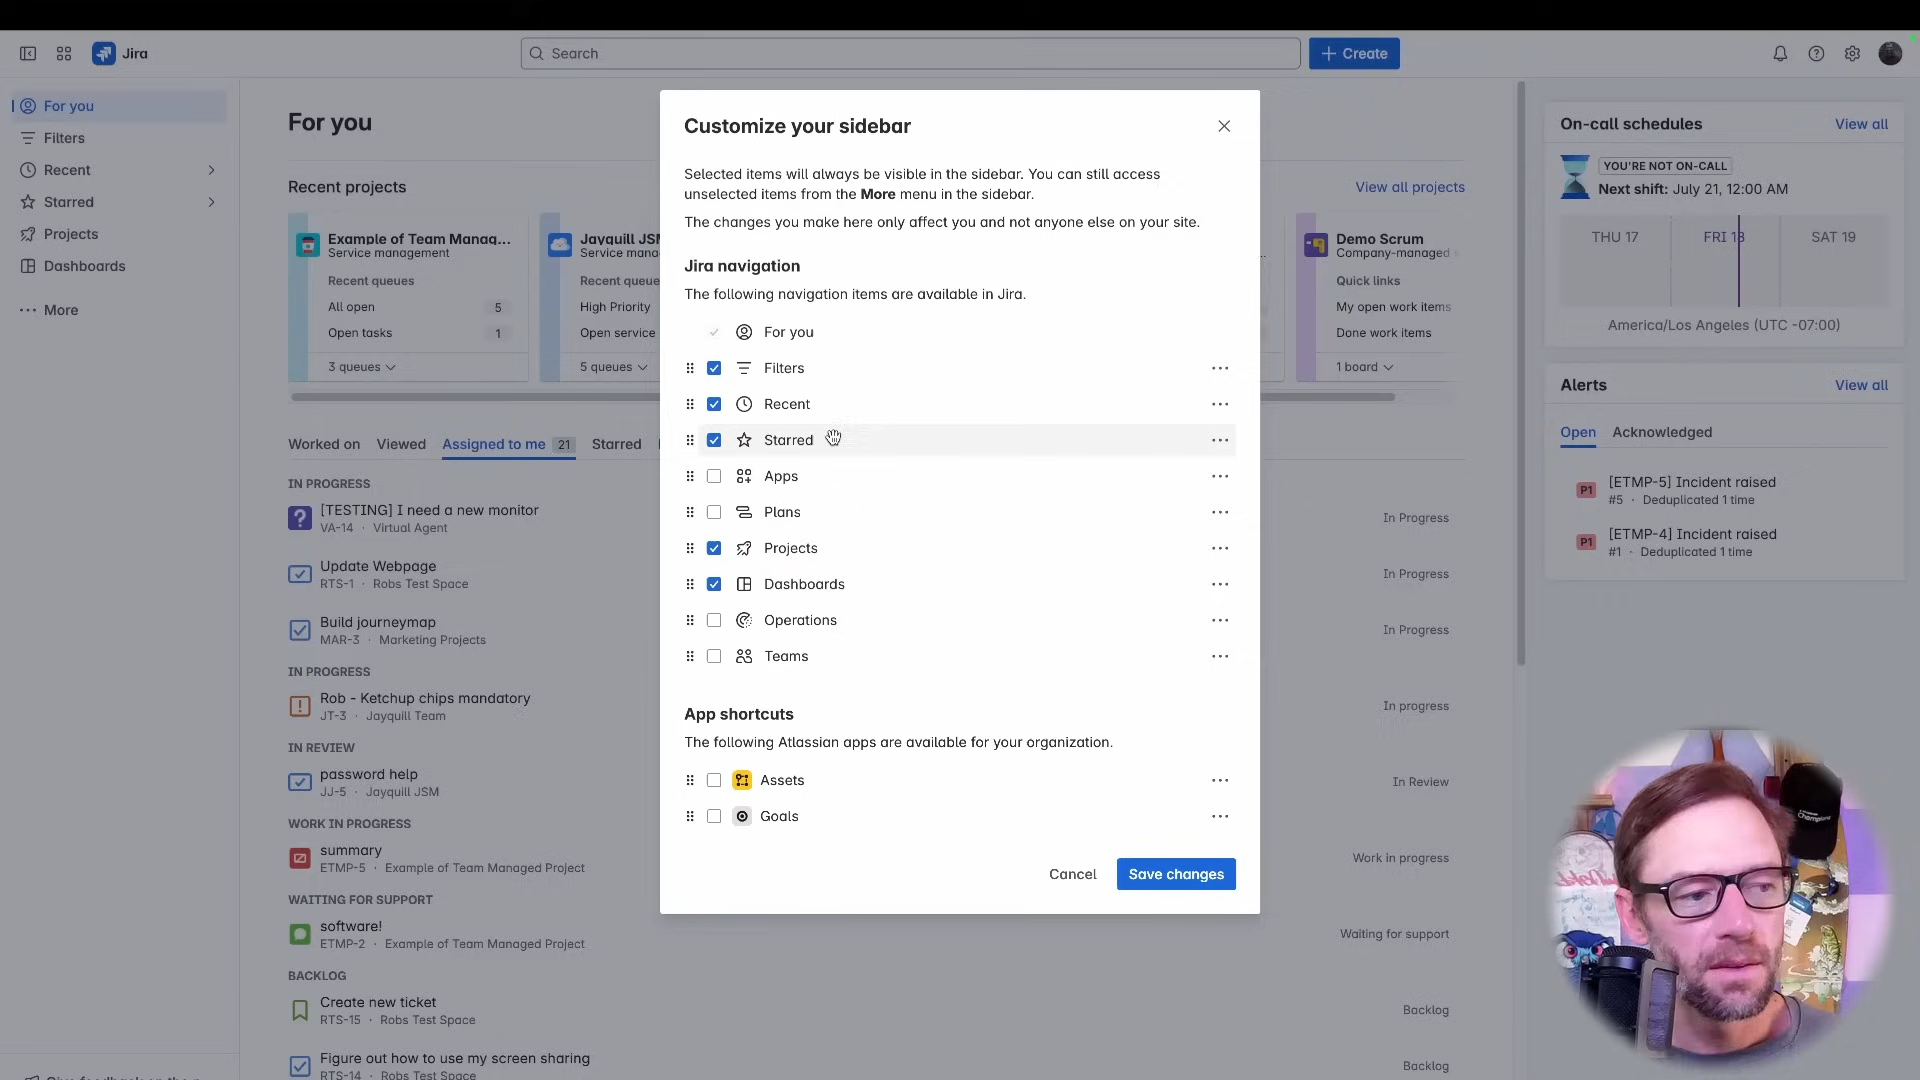 Jira
Search
Create
For you
Filters
Recent
Starred
Projects
Dashboards
More
For you
Recent projects
View all projects
Example of Team Manag...
Service management
Recent queues
All open 5
Open tasks 1
3 queues
Jayquill JSM
Service mana
Recent queue
High Priority
Open service
5 queues
Demo Scrum
Company-managed
Quick links
My open work items
Done work items
1 board
Worked on Viewed Assigned to me 21 Starred
IN PROGRESS
[TESTING] I need a new monitor
VA-14 · Virtual Agent
In Progress
Update Webpage
RTS-1 · Robs Test Space
In Progress
Build journeymap
MAR-3 · Marketing Projects
In Progress
IN PROGRESS
Rob - Ketchup chips mandatory
JT-3 · Jayquill Team
In progress
IN REVIEW
password help
JJ-5 · Jayquill JSM
In Review
WORK IN PROGRESS
summary
ETMP-5 · Example of Team Managed Project
Work in progress
WAITING FOR SUPPORT
software!
ETMP-2 · Example of Team Managed Project
Waiting for support
BACKLOG
Create new ticket
RTS-15 · Robs Test Space
Backlog
Figure out how to use my screen sharing
RTS-14 · Robs Test Space
Backlog
Customize your sidebar
Selected items will always be visible in the sidebar. You can still access
unselected items from the More menu in the sidebar.
The changes you make here only affect you and not anyone else on your site.
Jira navigation
The following navigation items are available in Jira.
For you
Filters
Recent
Starred
Apps
Plans
Projects
Dashboards
Operations
Teams
App shortcuts
The following Atlassian apps are available for your organization.
Assets
Goals
Cancel
Save changes
On-call schedules
View all
YOU'RE NOT ON-CALL
Next shift: July 21, 12:00 AM
THU 17 FRI 18 SAT 19
America/Los Angeles (UTC -07:00)
Alerts
View all
Open Acknowledged
P1 [ETMP-5] Incident raised
#5 · Deduplicated 1 time
P1 [ETMP-4] Incident raised
#1 · Deduplicated 1 time